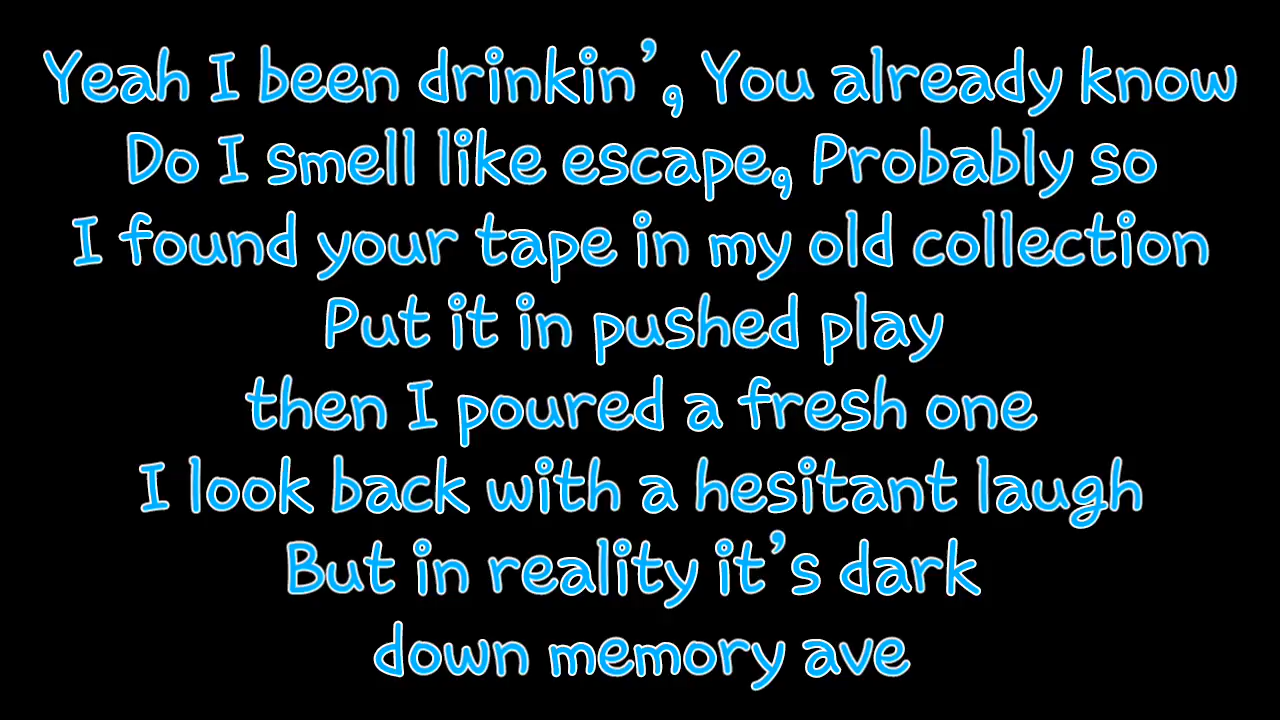 Yeah I been drinkin’, You already know
Do I smell like escape, Probably so
I found your tape in my old collection
Put it in pushed play
then I poured a fresh one
I look back with a hesitant laugh
But in reality it’s dark
down memory ave